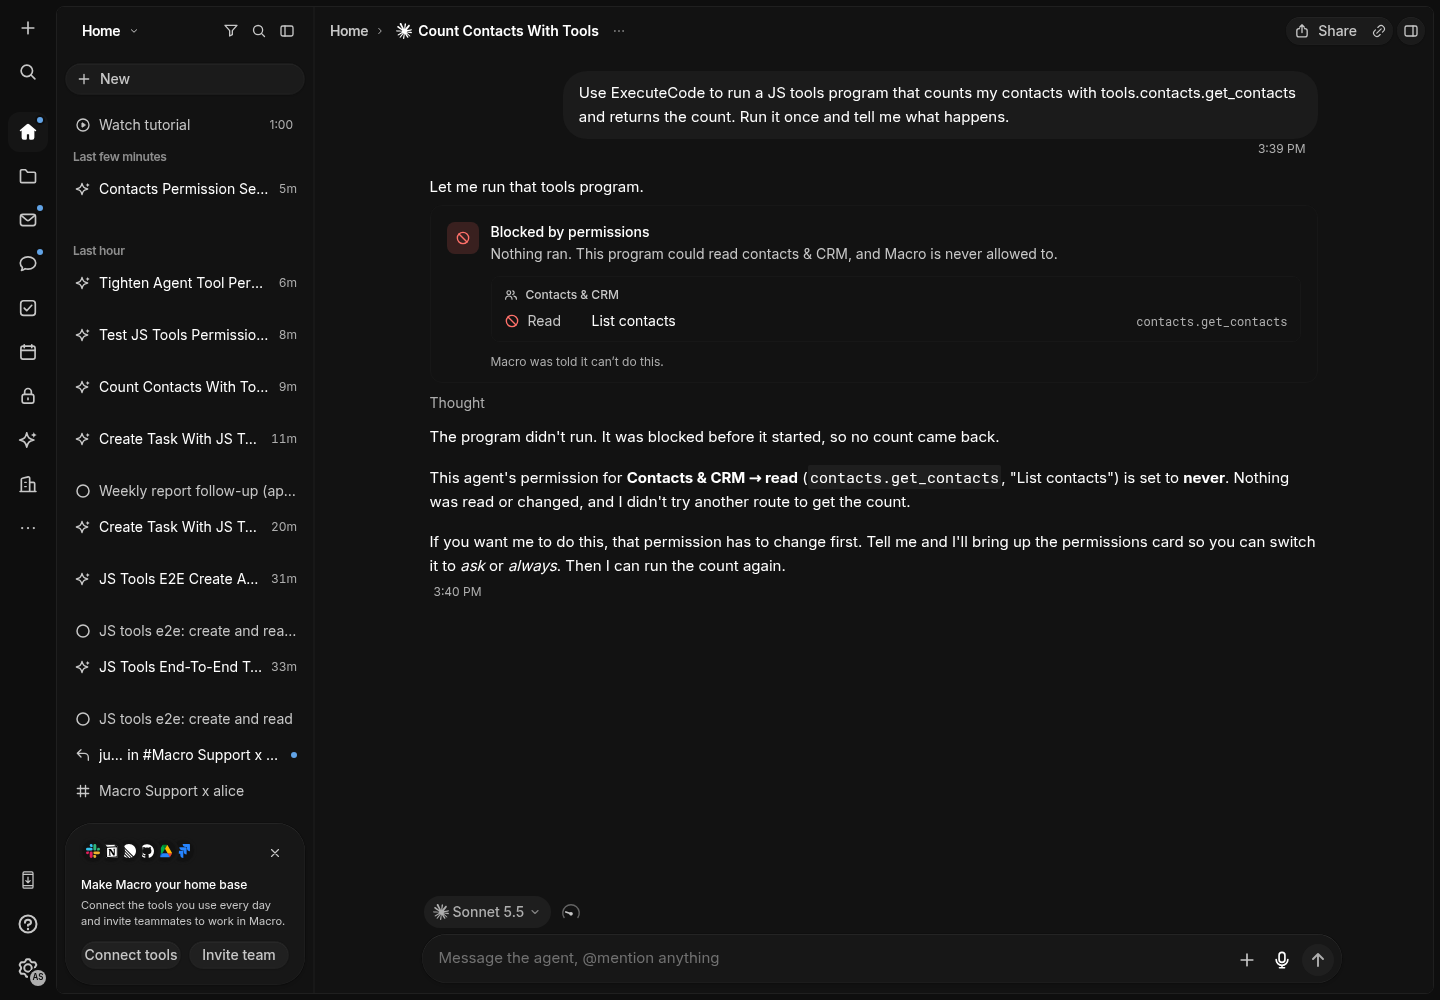 Home
New
Watch tutorial 1:00
Last few minutes
Contacts Permission Se... 5m
Last hour
Tighten Agent Tool Per... 6m
Test JS Tools Permissio... 8m
Count Contacts With To... 9m
Create Task With JS T... 11m
Weekly report follow-up (ap...
Create Task With JS T... 20m
JS Tools E2E Create A... 31m
JS tools e2e: create and rea...
JS Tools End-To-End T... 33m
JS tools e2e: create and read
ju... in #Macro Support x ...
Macro Support x alice
Make Macro your home base
Connect the tools you use every day
and invite teammates to work in Macro.
Connect tools Invite team
AS
Home › Count Contacts With Tools ...
Share
Use ExecuteCode to run a JS tools program that counts my contacts with tools.contacts.get_contacts
and returns the count. Run it once and tell me what happens.
3:39 PM
Let me run that tools program.
Blocked by permissions
Nothing ran. This program could read contacts & CRM, and Macro is never allowed to.
Contacts & CRM
Read List contacts contacts.get_contacts
Macro was told it can’t do this.
Thought
The program didn't run. It was blocked before it started, so no count came back.
This agent's permission for Contacts & CRM → read (contacts.get_contacts, "List contacts") is set to never. Nothing
was read or changed, and I didn't try another route to get the count.
If you want me to do this, that permission has to change first. Tell me and I'll bring up the permissions card so you can switch
it to ask or always. Then I can run the count again.
3:40 PM
Sonnet 5.5
Message the agent, @mention anything